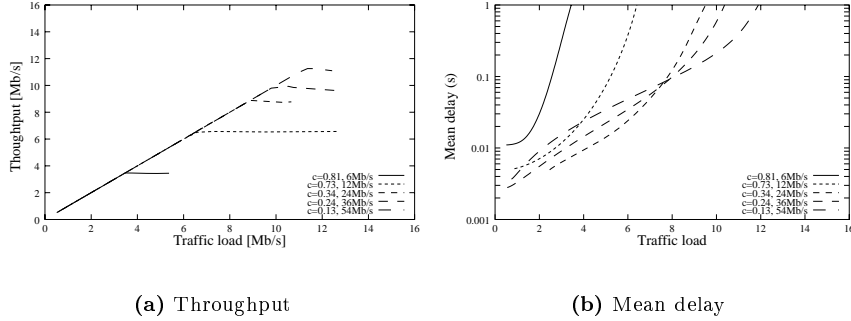 16
14
12
10
8
6
4
2
0
Thoughtput [Mb/s]
0 2 4 6 8 10 12 14 16
Traffic load [Mb/s]
c=0.81, 6Mb/s
c=0.73, 12Mb/s
c=0.34, 24Mb/s
c=0.24, 36Mb/s
c=0.13, 54Mb/s
(a) Throughput
1
0.1
0.01
0.001
Mean delay (s)
0 2 4 6 8 10 12 14 16
Traffic load
c=0.81, 6Mb/s
c=0.73, 12Mb/s
c=0.34, 24Mb/s
c=0.24, 36Mb/s
c=0.13, 54Mb/s
(b) Mean delay